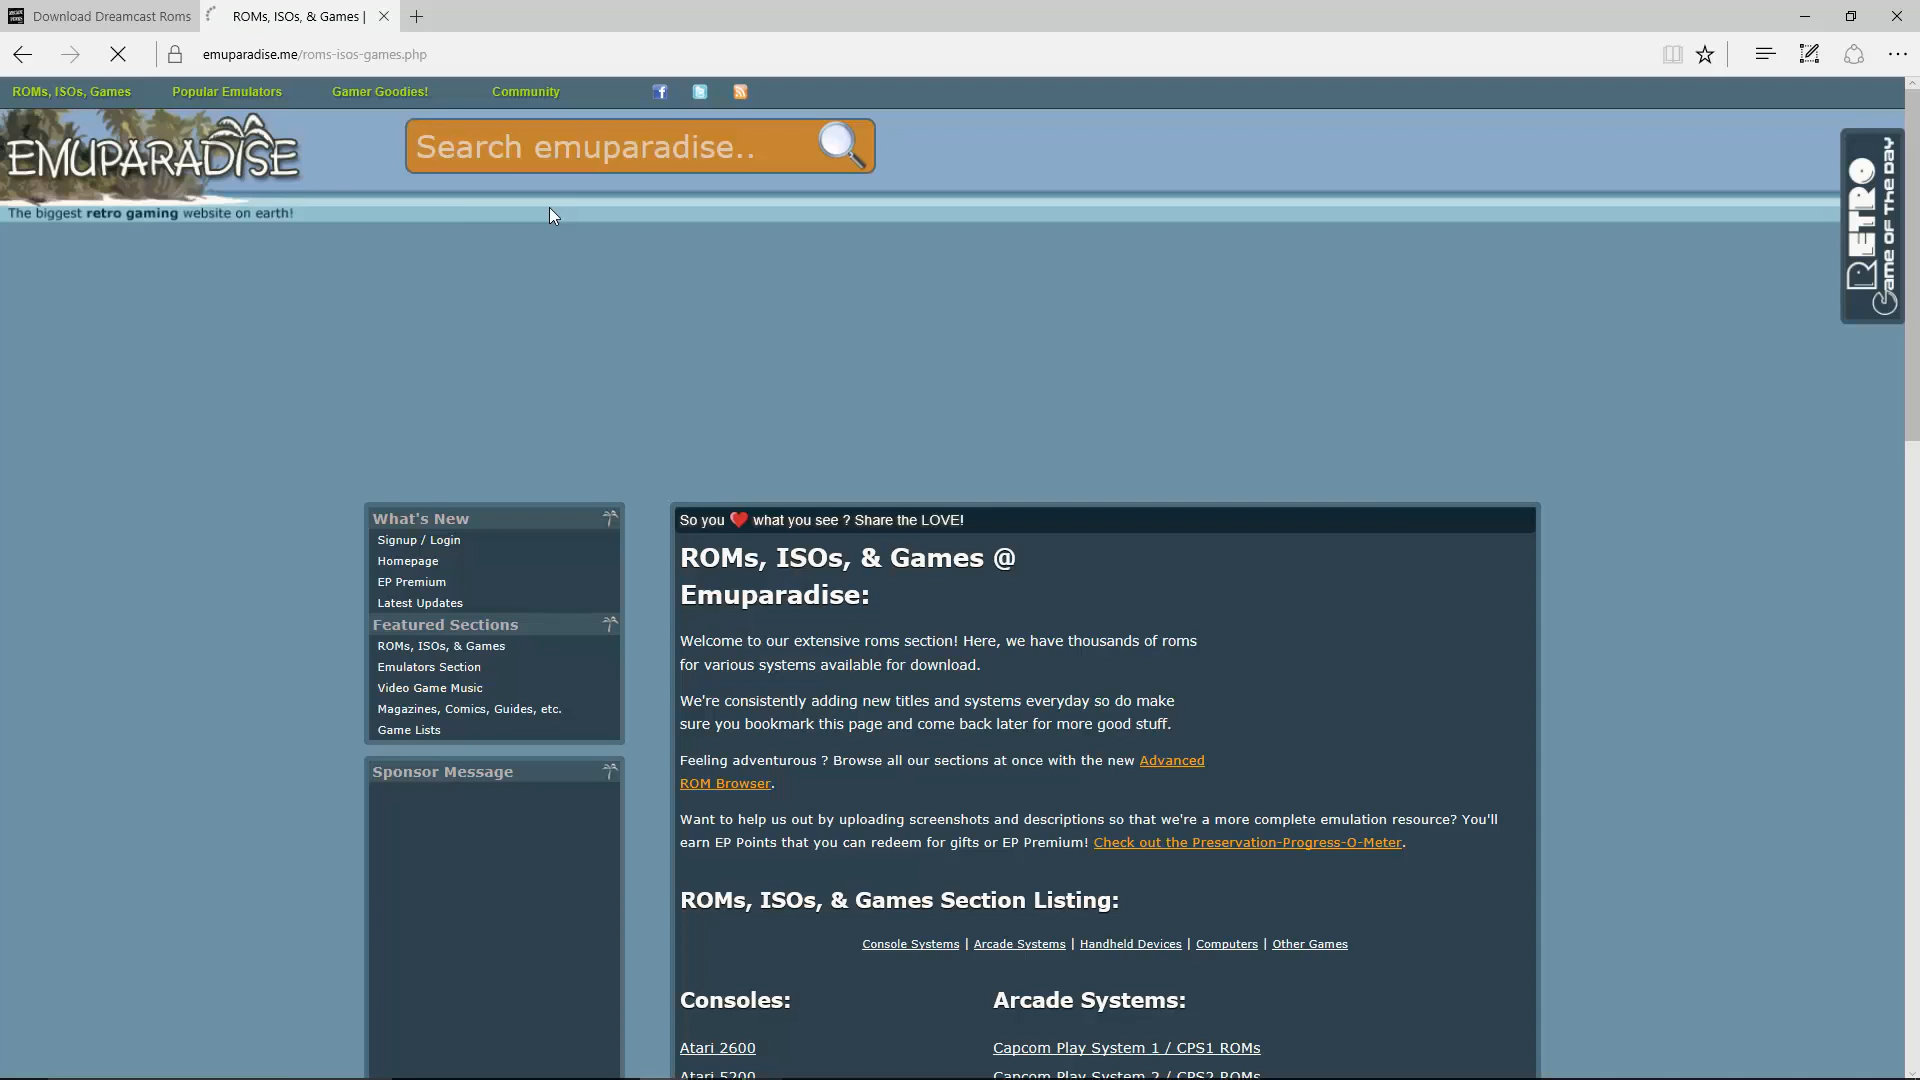 Download Dreamcast Roms
ROMs, ISOs, & Games |
emuparadise.me/roms-isos-games.php
ROMs, ISOs, Games
Popular Emulators
Gamer Goodies!
Community
EMUPARADISE
Search emuparadise..
The biggest retro gaming website on earth!
RETRO
Game OF THE DAY
What's New
Signup / Login
Homepage
EP Premium
Latest Updates
Featured Sections
ROMs, ISOs, & Games
Emulators Section
Video Game Music
Magazines, Comics, Guides, etc.
Game Lists
Sponsor Message
So you ❤ what you see ? Share the LOVE!
ROMs, ISOs, & Games @
Emuparadise:
Welcome to our extensive roms section! Here, we have thousands of roms
for various systems available for download.
We're consistently adding new titles and systems everyday so do make
sure you bookmark this page and come back later for more good stuff.
Feeling adventurous ? Browse all our sections at once with the new Advanced
ROM Browser.
Want to help us out by uploading screenshots and descriptions so that we're a more complete emulation resource? You'll
earn EP Points that you can redeem for gifts or EP Premium! Check out the Preservation-Progress-O-Meter.
ROMs, ISOs, & Games Section Listing:
Console Systems | Arcade Systems | Handheld Devices | Computers | Other Games
Consoles:
Atari 2600
Atari 5200
Arcade Systems:
Capcom Play System 1 / CPS1 ROMs
Capcom Play System 2 / CPS2 ROMs